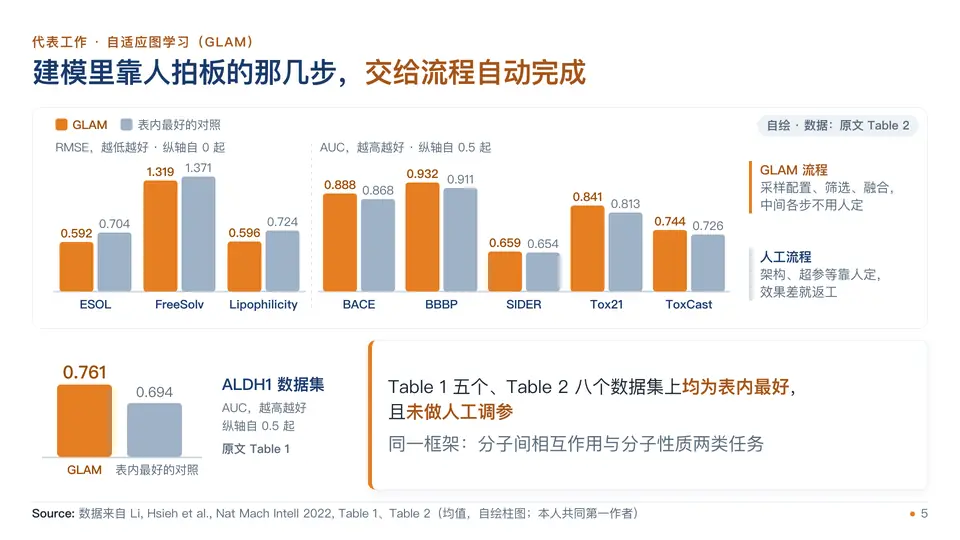 代表工作 · 自适应图学习（GLAM）
建模里靠人拍板的那几步，交给流程自动完成
GLAM 表内最好的对照
自绘 · 数据：原文 Table 2
RMSE，越低越好 · 纵轴自 0 起
AUC，越高越好 · 纵轴自 0.5 起
0.592 0.704 1.319 1.371 0.596 0.724
0.888 0.868 0.932 0.911 0.659 0.654 0.841 0.813 0.744 0.726
ESOL FreeSolv Lipophilicity
BACE BBBP SIDER Tox21 ToxCast
GLAM 流程
采样配置、筛选、融合，
中间各步不用人定
人工流程
架构、超参等靠人定，
效果差就返工
0.761 0.694
GLAM 表内最好的对照
ALDH1 数据集
AUC，越高越好
纵轴自 0.5 起
原文 Table 1
Table 1 五个、Table 2 八个数据集上均为表内最好，
且未做人工调参
同一框架：分子间相互作用与分子性质两类任务
Source: 数据来自 Li, Hsieh et al., Nat Mach Intell 2022, Table 1、Table 2（均值，自绘柱图；本人共同第一作者）
5